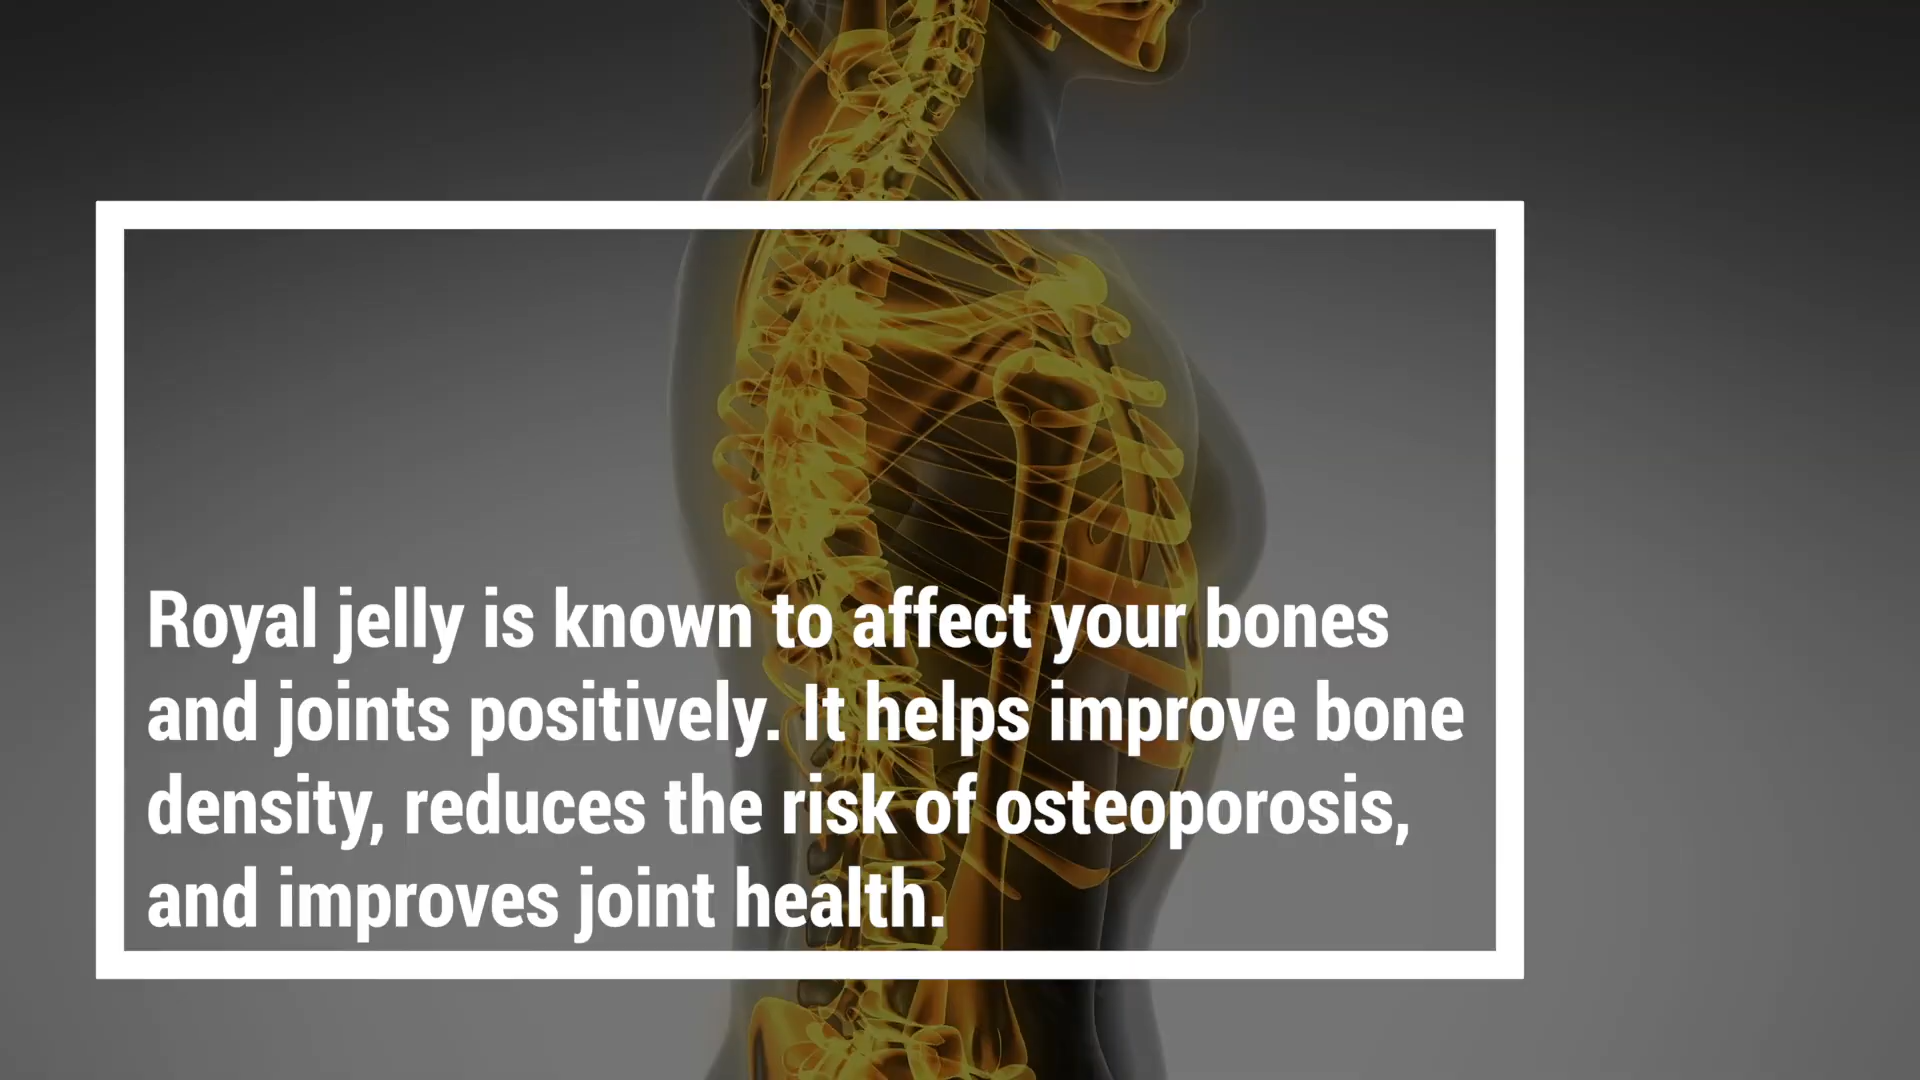 Royal jelly is known to affect your bones
and joints positively. It helps improve bone
density, reduces the risk of osteoporosis,
and improves joint health.